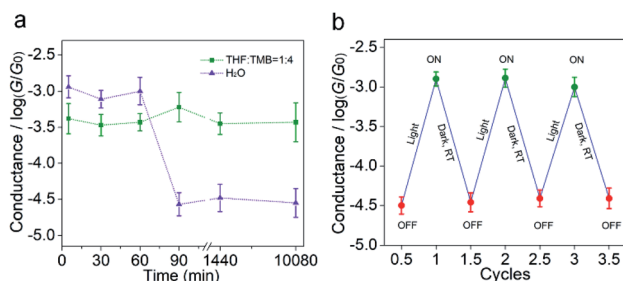 a
Conductance / log(G/G0)
-2.5
-3.0
-3.5
-4.0
-4.5
-5.0
THF:TMB=1:4
H₂O
0 30 60 90 1440 10080
Time (min)
b
Conductance / log(G/G0)
-2.5
-3.0
-3.5
-4.0
-4.5
-5.0
ON ON ON
Light Dark, RT Light Dark, RT Light Dark, RT
OFF OFF OFF OFF
0.5 1 1.5 2 2.5 3 3.5
Cycles